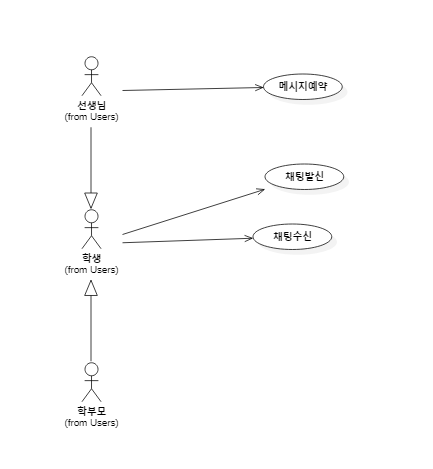 선생님
(from Users)
메시지예약
채팅발신
채팅수신
학생
(from Users)
학부모
(from Users)